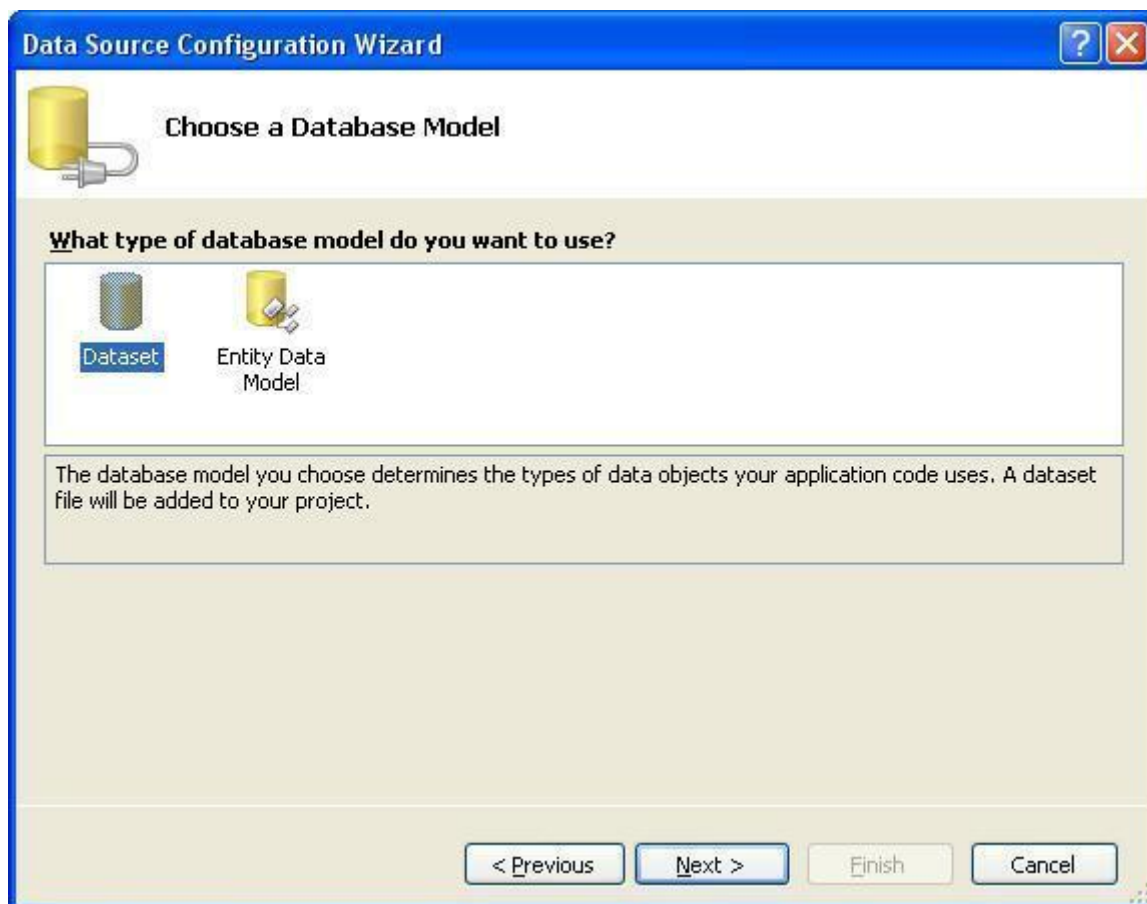 Data Source Configuration Wizard
?
Choose a Database Model
What type of database model do you want to use?
Dataset
Entity Data
Model
The database model you choose determines the types of data objects your application code uses. A dataset
file will be added to your project.
< Previous
Next >
Finish
Cancel